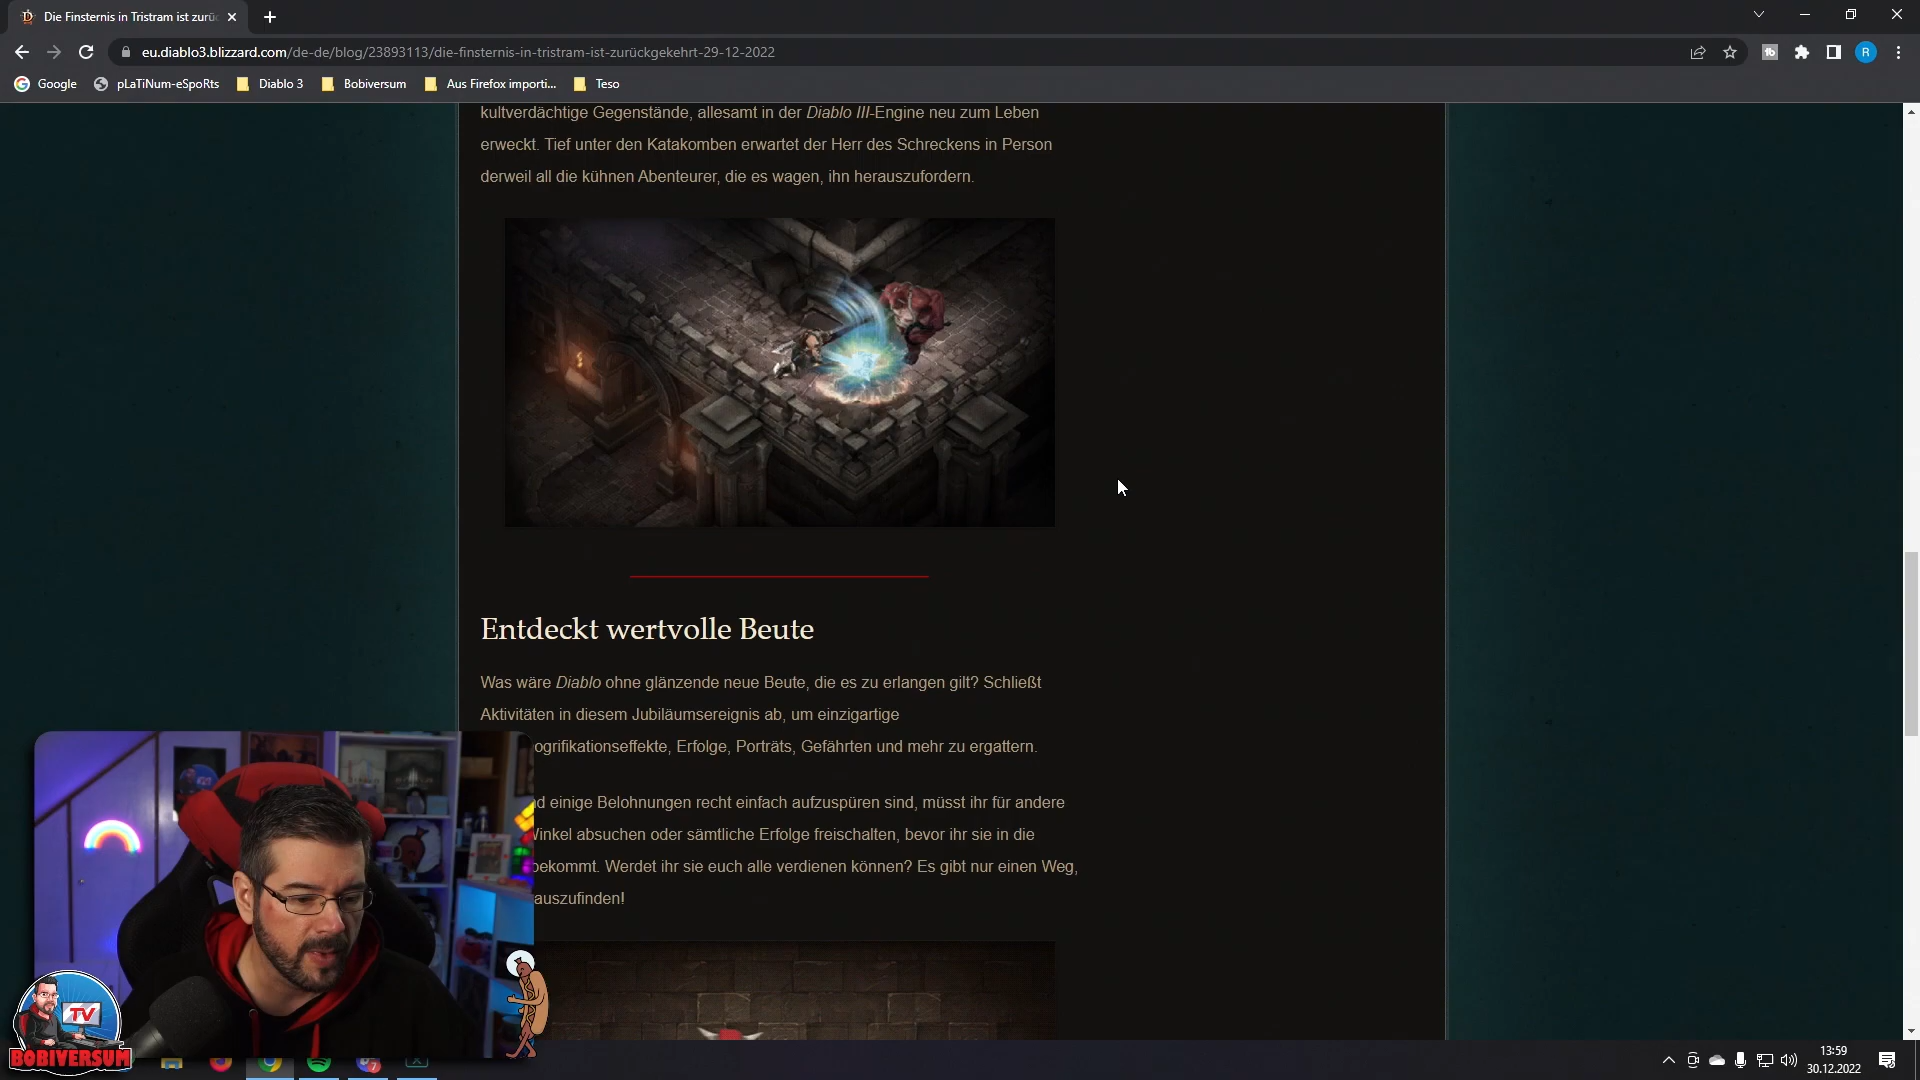 Die Finsternis in Tristram ist zurüc
eu.diablo3.blizzard.com/de-de/blog/23893113/die-finsternis-in-tristram-ist-zurückgekehrt-29-12-2022
R
Google
pLaTiNum-eSpoRts
Diablo 3
Bobiversum
Aus Firefox importi...
Teso
kultverdächtige Gegenstände, allesamt in der Diablo III-Engine neu zum Leben
erweckt. Tief unter den Katakomben erwartet der Herr des Schreckens in Person
derweil all die kühnen Abenteurer, die es wagen, ihn herauszufordern.
Entdeckt wertvolle Beute
Was wäre Diablo ohne glänzende neue Beute, die es zu erlangen gilt? Schließt
Aktivitäten in diesem Jubiläumsereignis ab, um einzigartige
ogrifikationseffekte, Erfolge, Porträts, Gefährten und mehr zu ergattern.
d einige Belohnungen recht einfach aufzuspüren sind, müsst ihr für andere
Winkel absuchen oder sämtliche Erfolge freischalten, bevor ihr sie in die
bekommt. Werdet ihr sie euch alle verdienen können? Es gibt nur einen Weg,
auszufinden!
TV
BOBIVERSUM
7
13:59
30.12.2022